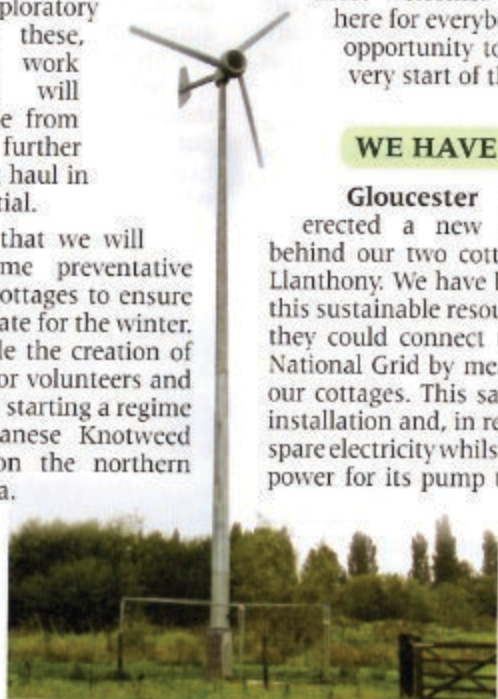 ploratory
these,
work
will
e from
further
haul in
tial.
that we will
me preventative
ottages to ensure
ate for the winter.
le the creation of
or volunteers and
starting a regime
anese Knotweed
on the northern
a.
here for everyb
opportunity to
very start of th
WE HAVE
Gloucester
erected a new
behind our two cott
Llanthony. We have b
this sustainable resou
they could connect
National Grid by me
our cottages. This sa
installation and, in re
spare electricity whils
power for its pump t